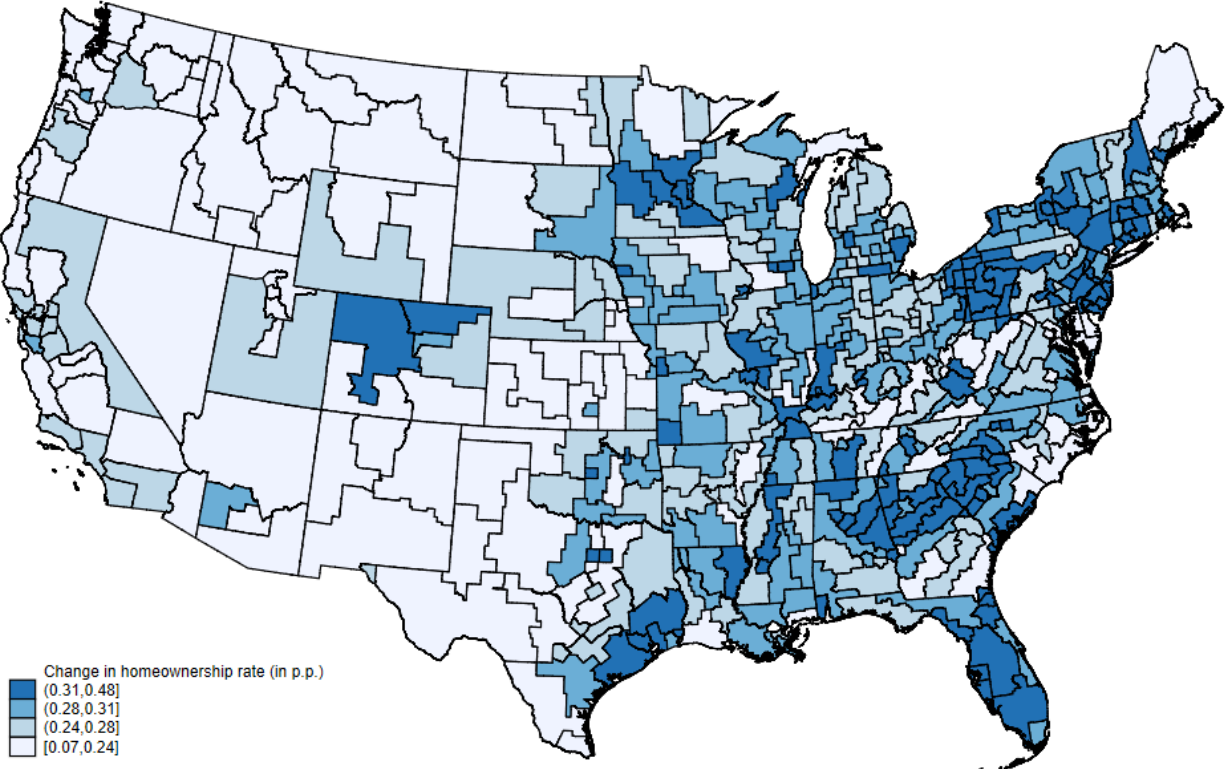 Change in homeownership rate (in p.p.)
(0.31,0.48]
(0.28,0.31]
(0.24,0.28]
[0.07,0.24]